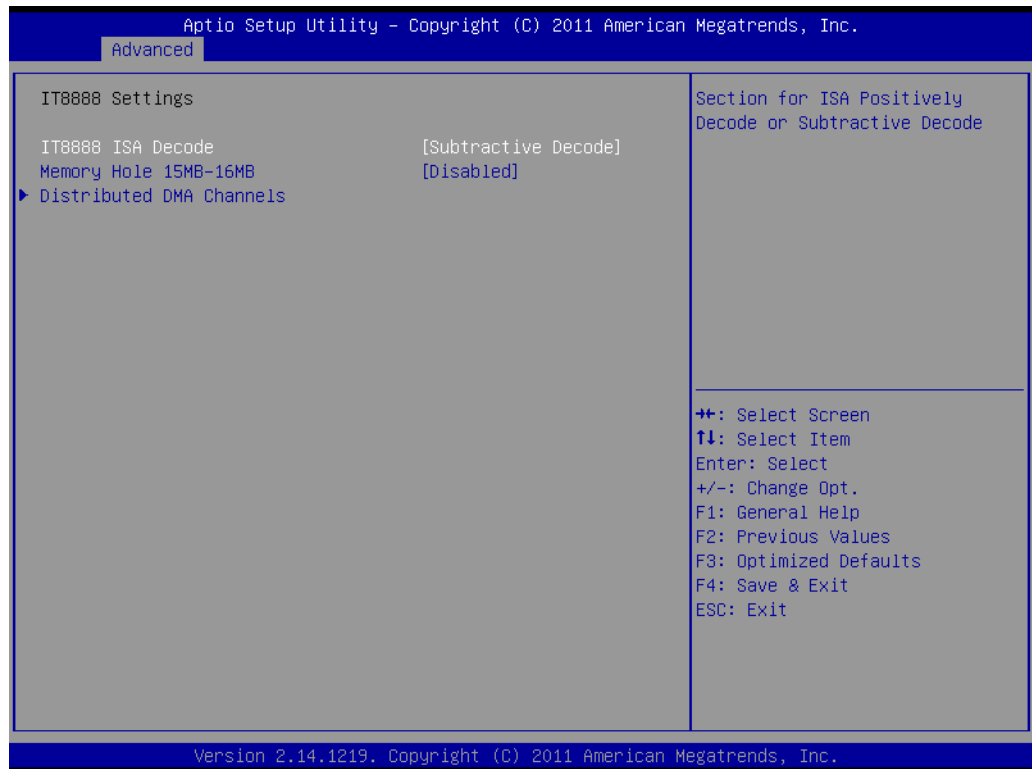 Aptio Setup Utility – Copyright (C) 2011 American Megatrends, Inc.
Advanced
IT8888 Settings
IT8888 ISA Decode [Subtractive Decode]
Memory Hole 15MB-16MB [Disabled]
▶ Distributed DMA Channels
Section for ISA Positively
Decode or Subtractive Decode
→←: Select Screen
↑↓: Select Item
Enter: Select
+/-: Change Opt.
F1: General Help
F2: Previous Values
F3: Optimized Defaults
F4: Save & Exit
ESC: Exit
Version 2.14.1219. Copyright (C) 2011 American Megatrends, Inc.